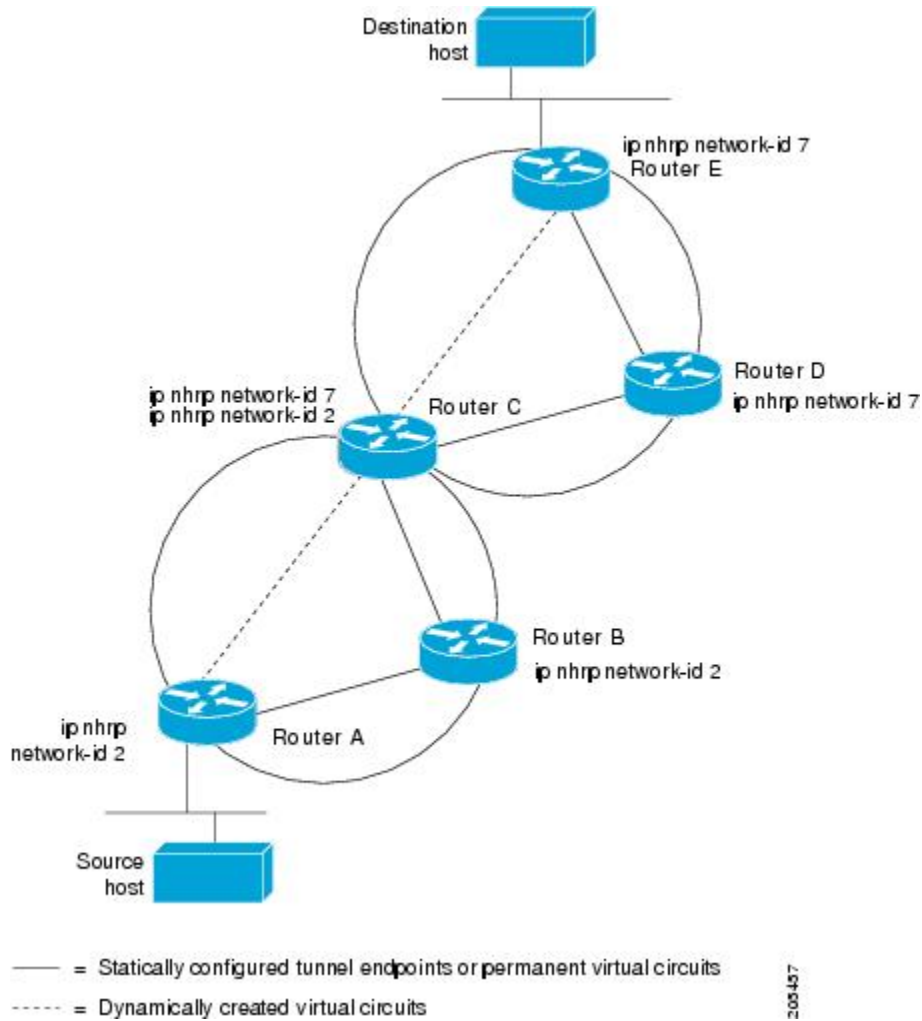 Destination
host
ip nhrp network-id 7
Router E
Router D
ip nhrp network-id 7
ip nhrp network-id 7
ip nhrp network-id 2
Router C
Router B
ip nhrp network-id 2
ip nhrp
network-id 2
Router A
Source
host
= Statically configured tunnel endpoints or permanent virtual circuits
= Dynamically created virtual circuits
205457